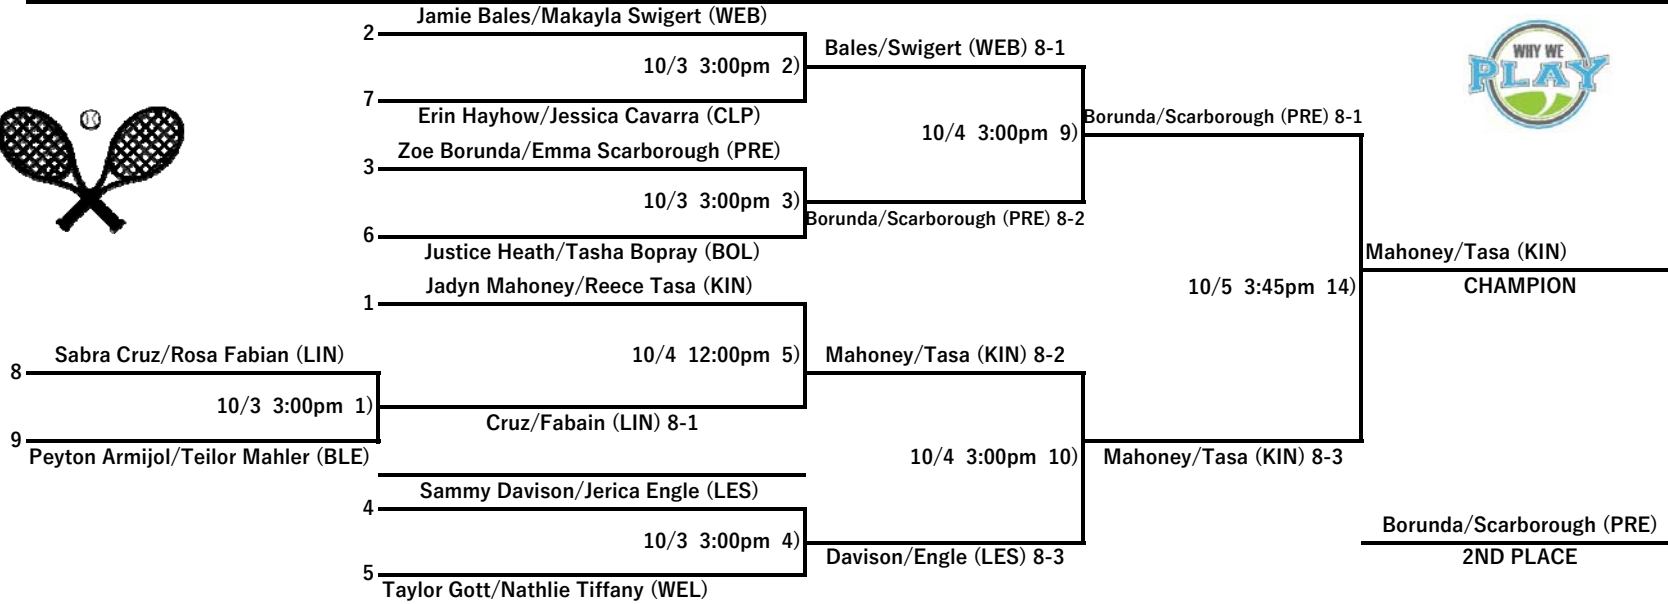 Jamie Bales/Makayla Swigert (WEB)
2
Bales/Swigert (WEB) 8-1
10/3 3:00pm 2)
7
Erin Hayhow/Jessica Cavarra (CLP)
Borunda/Scarborough (PRE) 8-1
10/4 3:00pm 9)
Zoe Borunda/Emma Scarborough (PRE)
3
10/3 3:00pm 3)
Borunda/Scarborough (PRE) 8-2
6
Justice Heath/Tasha Bopray (BOL)
Mahoney/Tasa (KIN)
CHAMPION
Jadyn Mahoney/Reece Tasa (KIN)
10/5 3:45pm 14)
1
Sabra Cruz/Rosa Fabian (LIN)
10/4 12:00pm 5)
Mahoney/Tasa (KIN) 8-2
8
10/3 3:00pm 1)
Cruz/Fabain (LIN) 8-1
9
Peyton Armijol/Teilor Mahler (BLE)
10/4 3:00pm 10)
Mahoney/Tasa (KIN) 8-3
Sammy Davison/Jerica Engle (LES)
4
Borunda/Scarborough (PRE)
10/3 3:00pm 4)
Davison/Engle (LES) 8-3
2ND PLACE
5
Taylor Gott/Nathlie Tiffany (WEL)
WHY WE
PLAY